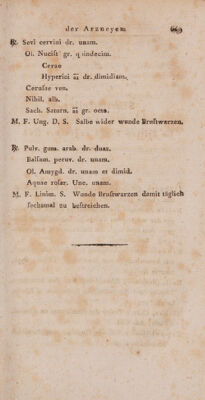 der Arzneyem
℞. Sevi cervini dr. unam.
Ol. Nucist gr. quindecim.
Cerae
Hyperici āā dr. dimidiam.
Cerussae ven.
Nihil. alb.
Sach. Saturn. āā gr. octo.
M. F. Ung. D. S. Salbe wider wunde Brustwarzen.
℞. Pulv. gum. arab. dr. duas.
Balsam. peruv. dr. unam.
Ol. Amygd. dr. unam et dimid.
Aquae rosar. Unc. unam.
M. F. Linim. S. Wunde Brustwarzen damit täglich
sechsmal zu bestreichen.